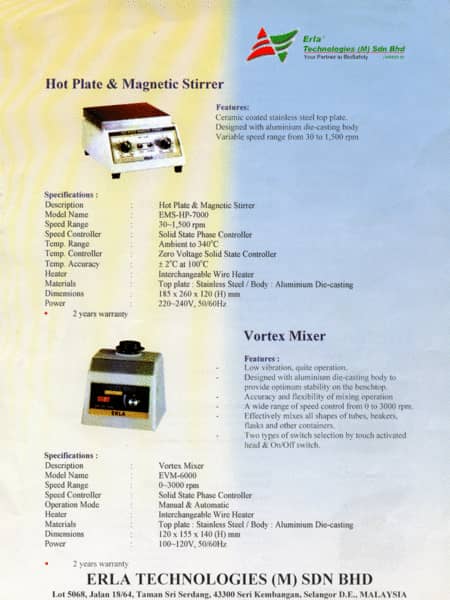 Erla®
Technologies (M) Sdn Bhd
Your Partner in BioSafety
Hot Plate & Magnetic Stirrer
Features:
Ceramic coated stainless steel top plate.
Designed with aluminium die-casting body
Variable speed range from 30 to 1,500 rpm
Specifications :
Description : Hot Plate & Magnetic Stirrer
Model Name : EMS-HP-7000
Speed Range : 30~1,500 rpm
Speed Controller : Solid State Phase Controller
Temp. Range : Ambient to 340°C
Temp. Controller : Zero Voltage Solid State Controller
Temp. Accuracy : ± 2°C at 100°C
Heater : Interchangeable Wire Heater
Materials : Top plate : Stainless Steel / Body : Aluminium Die-casting
Dimensions : 185 x 260 x 120 (H) mm
Power : 220~240V, 50/60Hz
• 2 years warranty
Vortex Mixer
Features :
- Low vibration, quite operation.
- Designed with aluminium die-casting body to
provide optimum stability on the benchtop.
- Accuracy and flexibility of mixing operation
- A wide range of speed control from 0 to 3000 rpm.
- Effectively mixes all shapes of tubes, beakers,
flasks and other containers.
- Two types of switch selection by touch activated
head & On/Off switch.
ERLA
Specifications :
Description : Vortex Mixer
Model Name : EVM-6000
Speed Range : 0~3000 rpm
Speed Controller : Solid State Phase Controller
Operation Mode : Manual & Automatic
Heater : Interchangeable Wire Heater
Materials : Top plate : Stainless Steel / Body : Aluminium Die-casting
Dimensions : 120 x 155 x 140 (H) mm
Power : 100~120V, 50/60Hz
• 2 years warranty
ERLA TECHNOLOGIES (M) SDN BHD
Lot 5068, Jalan 18/64, Taman Sri Serdang, 43300 Seri Kembangan, Selangor D.E., MALAYSIA